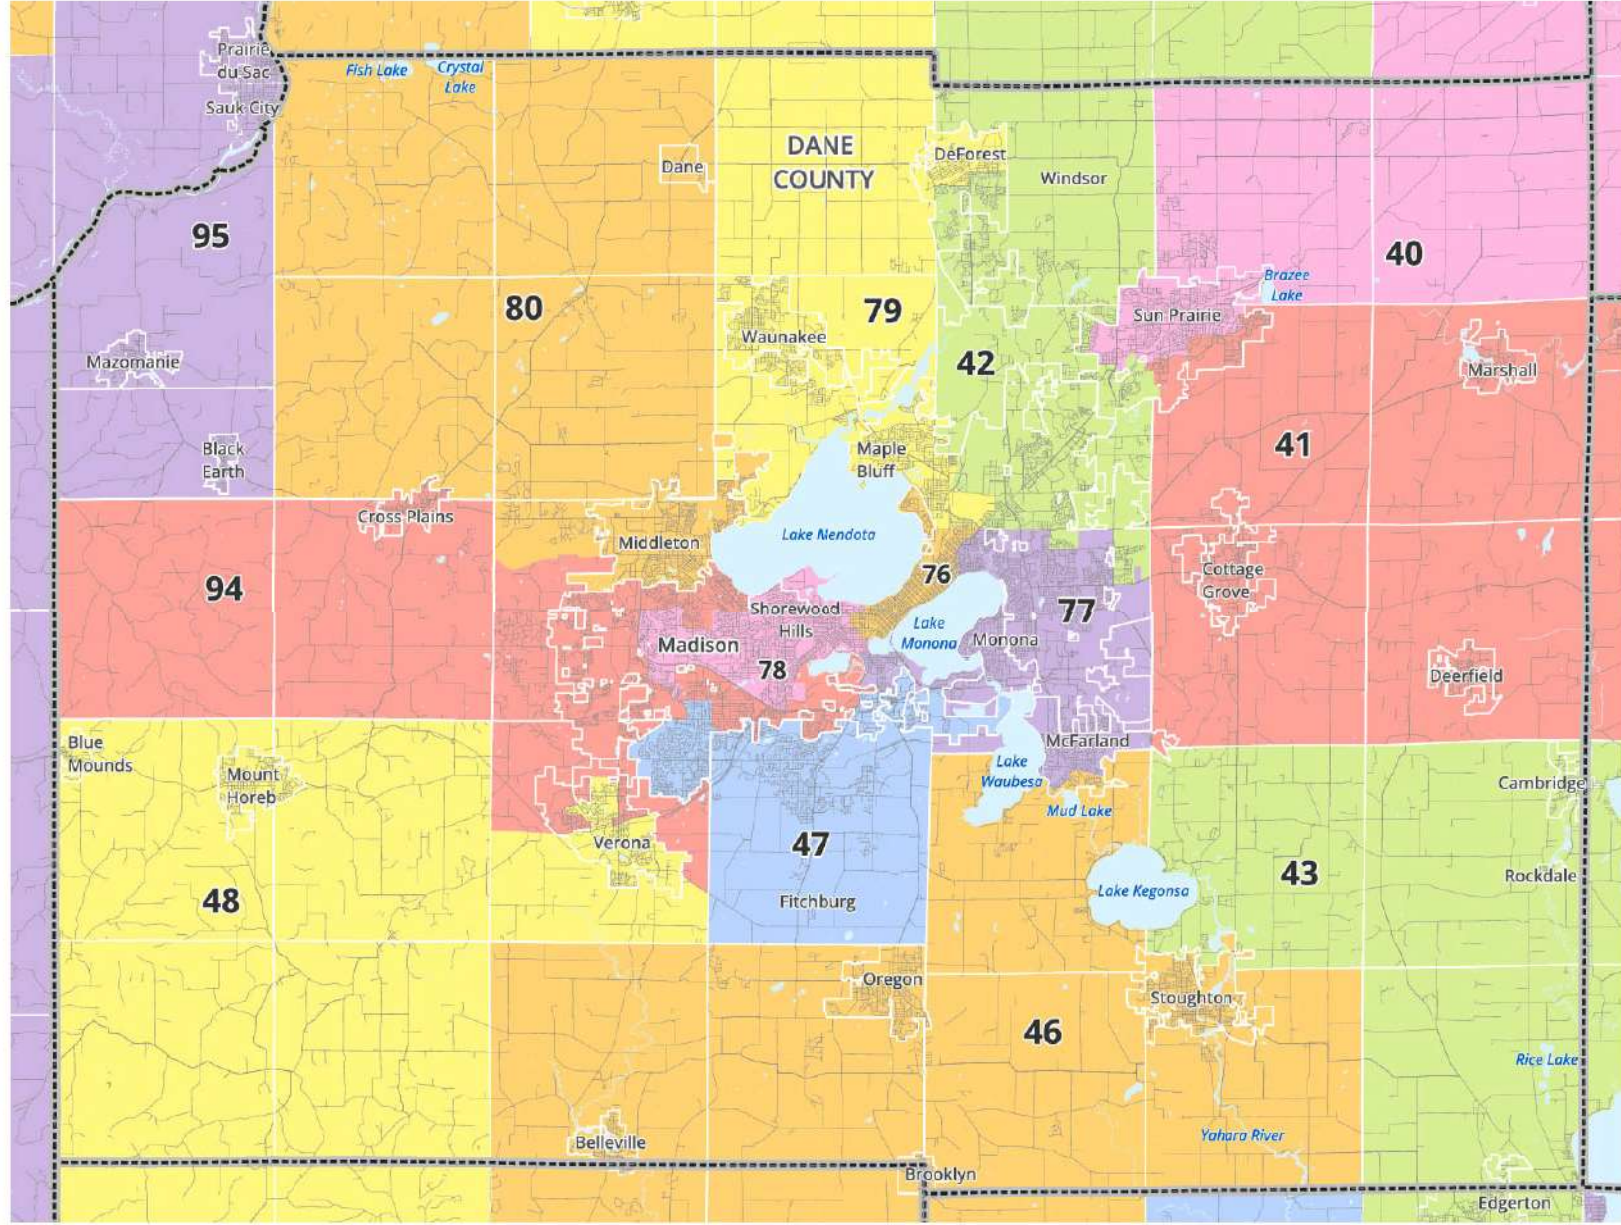 Prairie
du Sac
Sauk City
Fish Lake
Crystal
Lake
Dane
DANE
COUNTY
DeForest
Windsor
95
80
79
40
Brazee
Lake
Sun Prairie
Waunakee
42
Mazomanie
Marshall
Black
Earth
Maple
Bluff
41
Cross Plains
Middleton
Lake Mendota
94
76
Cottage
Grove
Shorewood
Hills
77
Lake
Monona
Monona
Madison
78
Deerfield
Blue
Mounds
Mount
Horeb
McFarland
Lake
Waubesa
Mud Lake
Cambridge
Verona
47
48
Fitchburg
Lake Kegonsa
43
Rockdale
Oregon
Stoughton
46
Rice Lake
Belleville
Yahara River
Brooklyn
Edgerton